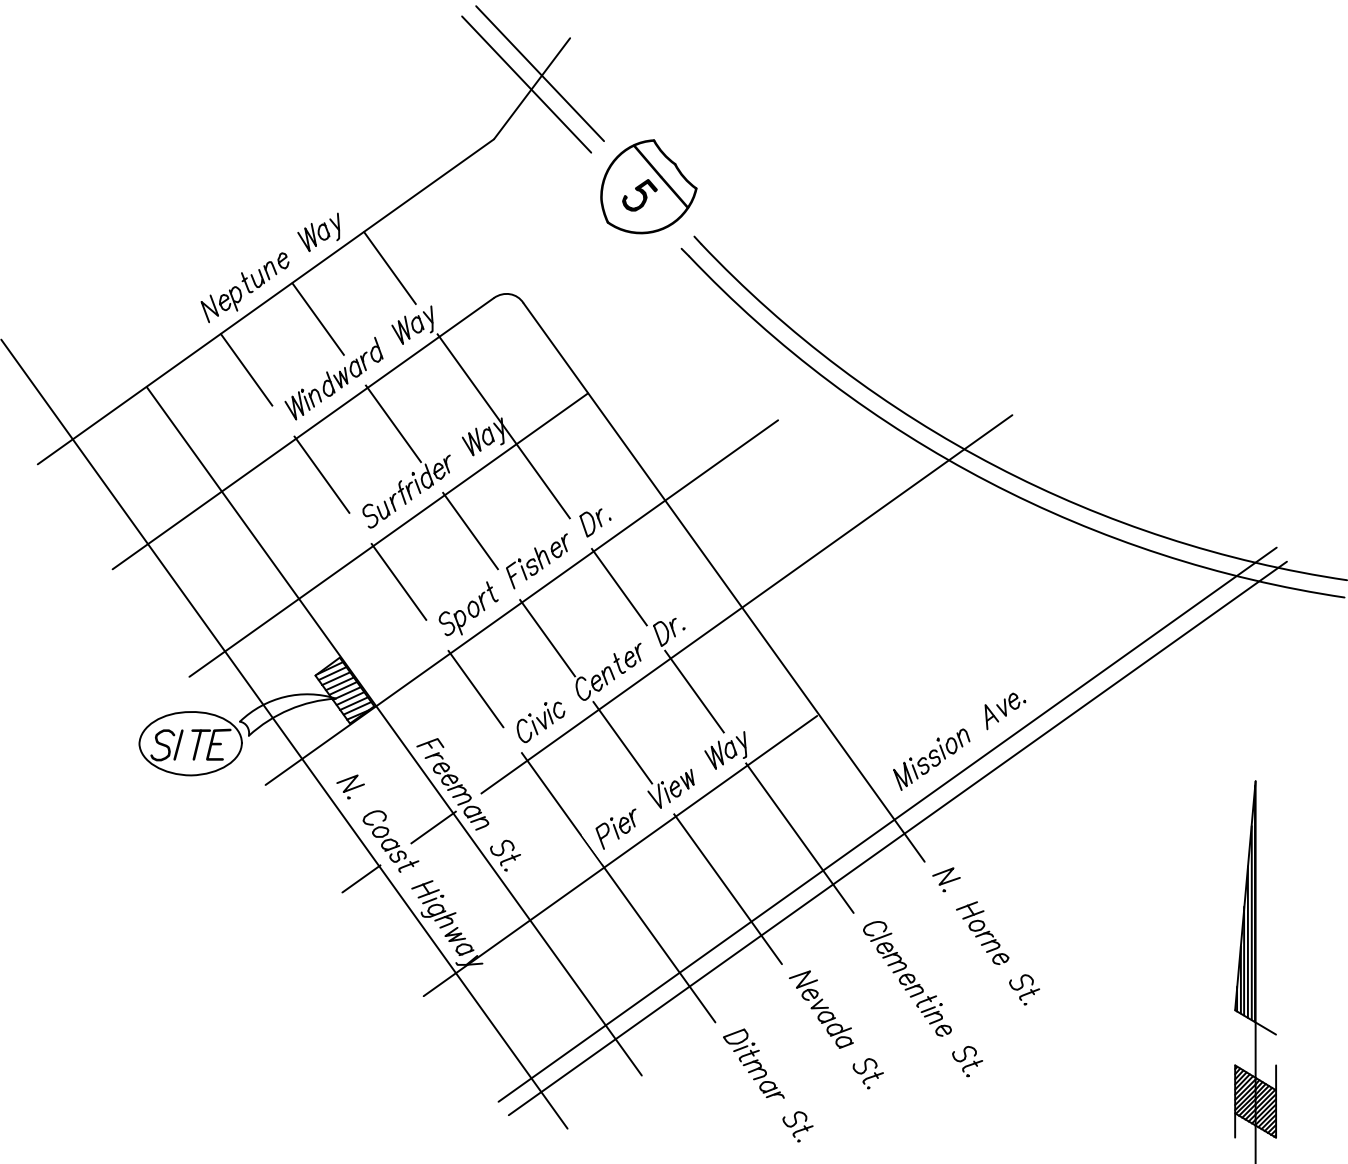 5
Neptune Way
Windward Way
Surfrider Way
Sport Fisher Dr.
Civic Center Dr.
Mission Ave.
SITE
Freeman St.
Pier View Way
N. Coast Highway
N. Horne St.
Clementine St.
Nevada St.
Ditmar St.